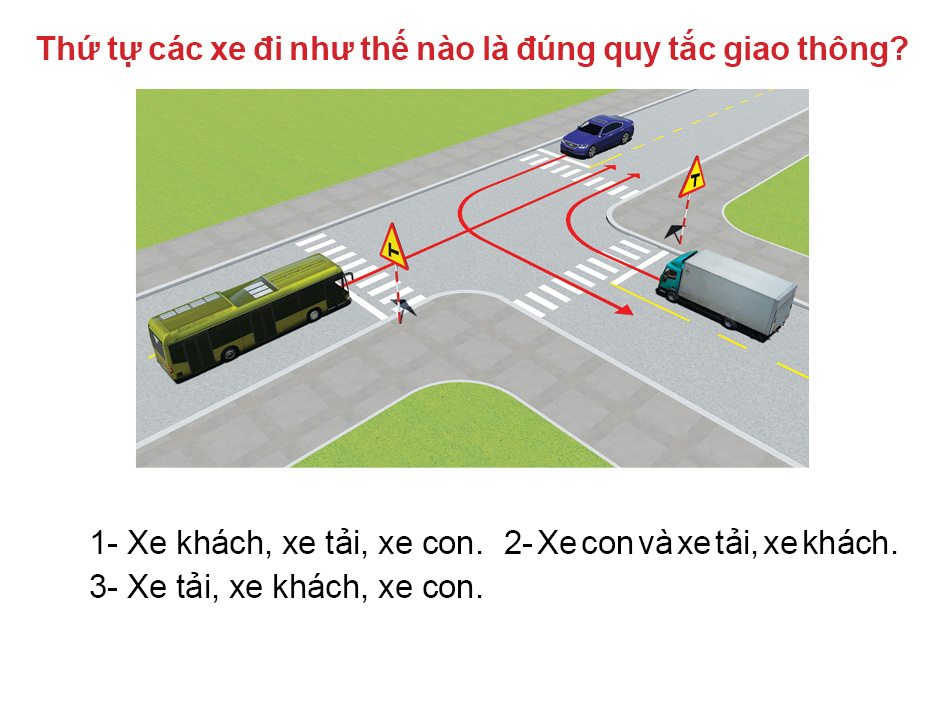 Thứ tự các xe đi như thế nào là đúng quy tắc giao thông?
1- Xe khách, xe tải, xe con. 2- Xe con và xe tải, xe khách.
3- Xe tải, xe khách, xe con.